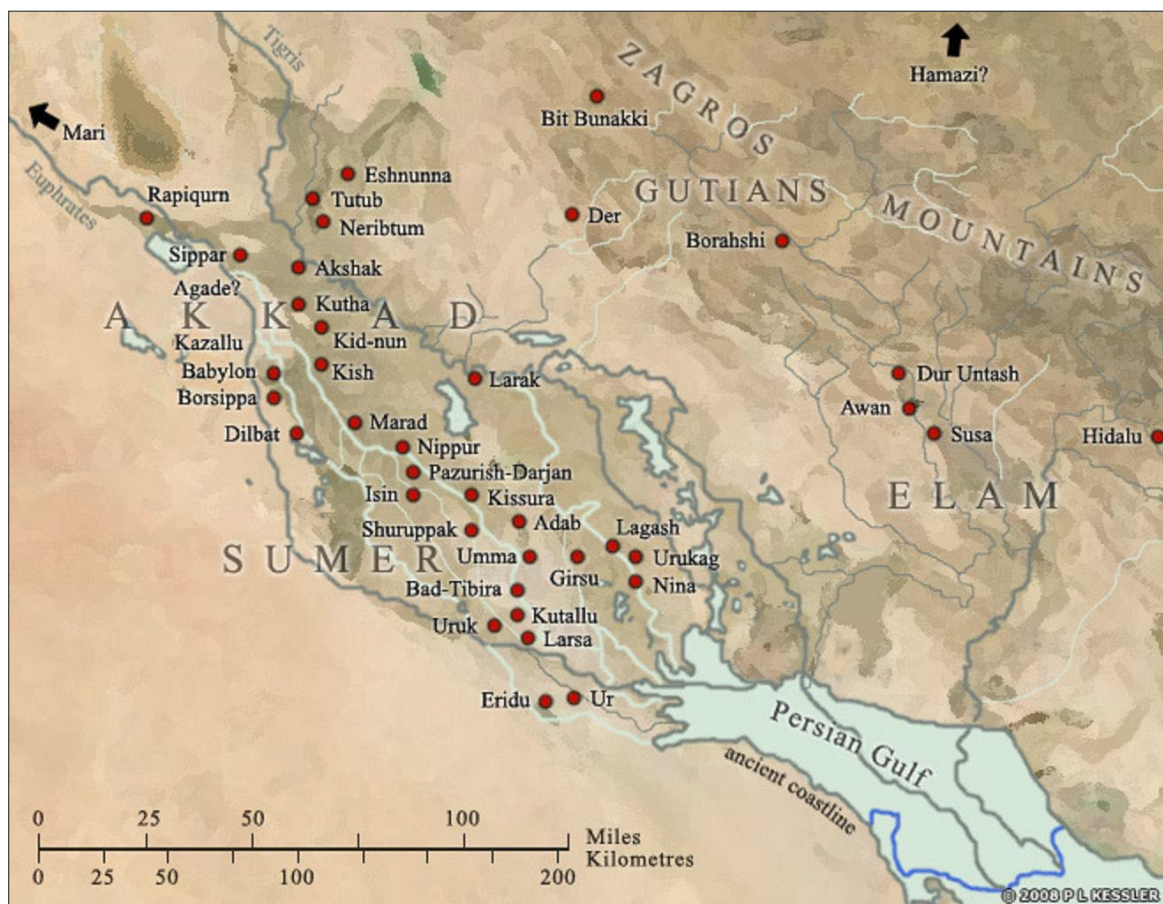 Hamazi?
ZAGROS
Tigris
Bit Bunakki
Mari
Euphrates
Eshnunna
Rapiqurn
Tutub
GUTIANS
Neribtum
Der
MOUNTAINS
Borahshi
Sippar
Akshak
Agade?
Kutha
AKKAD
Kid-nun
Kazallu
Babylon
Kish
Larak
Dur Untash
Borsippa
Awan
Marad
Dilbat
Susa
Hidalu
Nippur
Pazurish-Darjan
Isin
Kissura
ELAM
Shuruppak
Adab
Lagash
SUMER
Umma
Urukag
Girsu
Nina
Bad-Tibira
Kutallu
Uruk
Larsa
Eridu
Ur
Persian Gulf
ancient coastline
0 25 50 100
Miles
Kilometres
0 25 50 100 200
© 2008 P L KESSLER